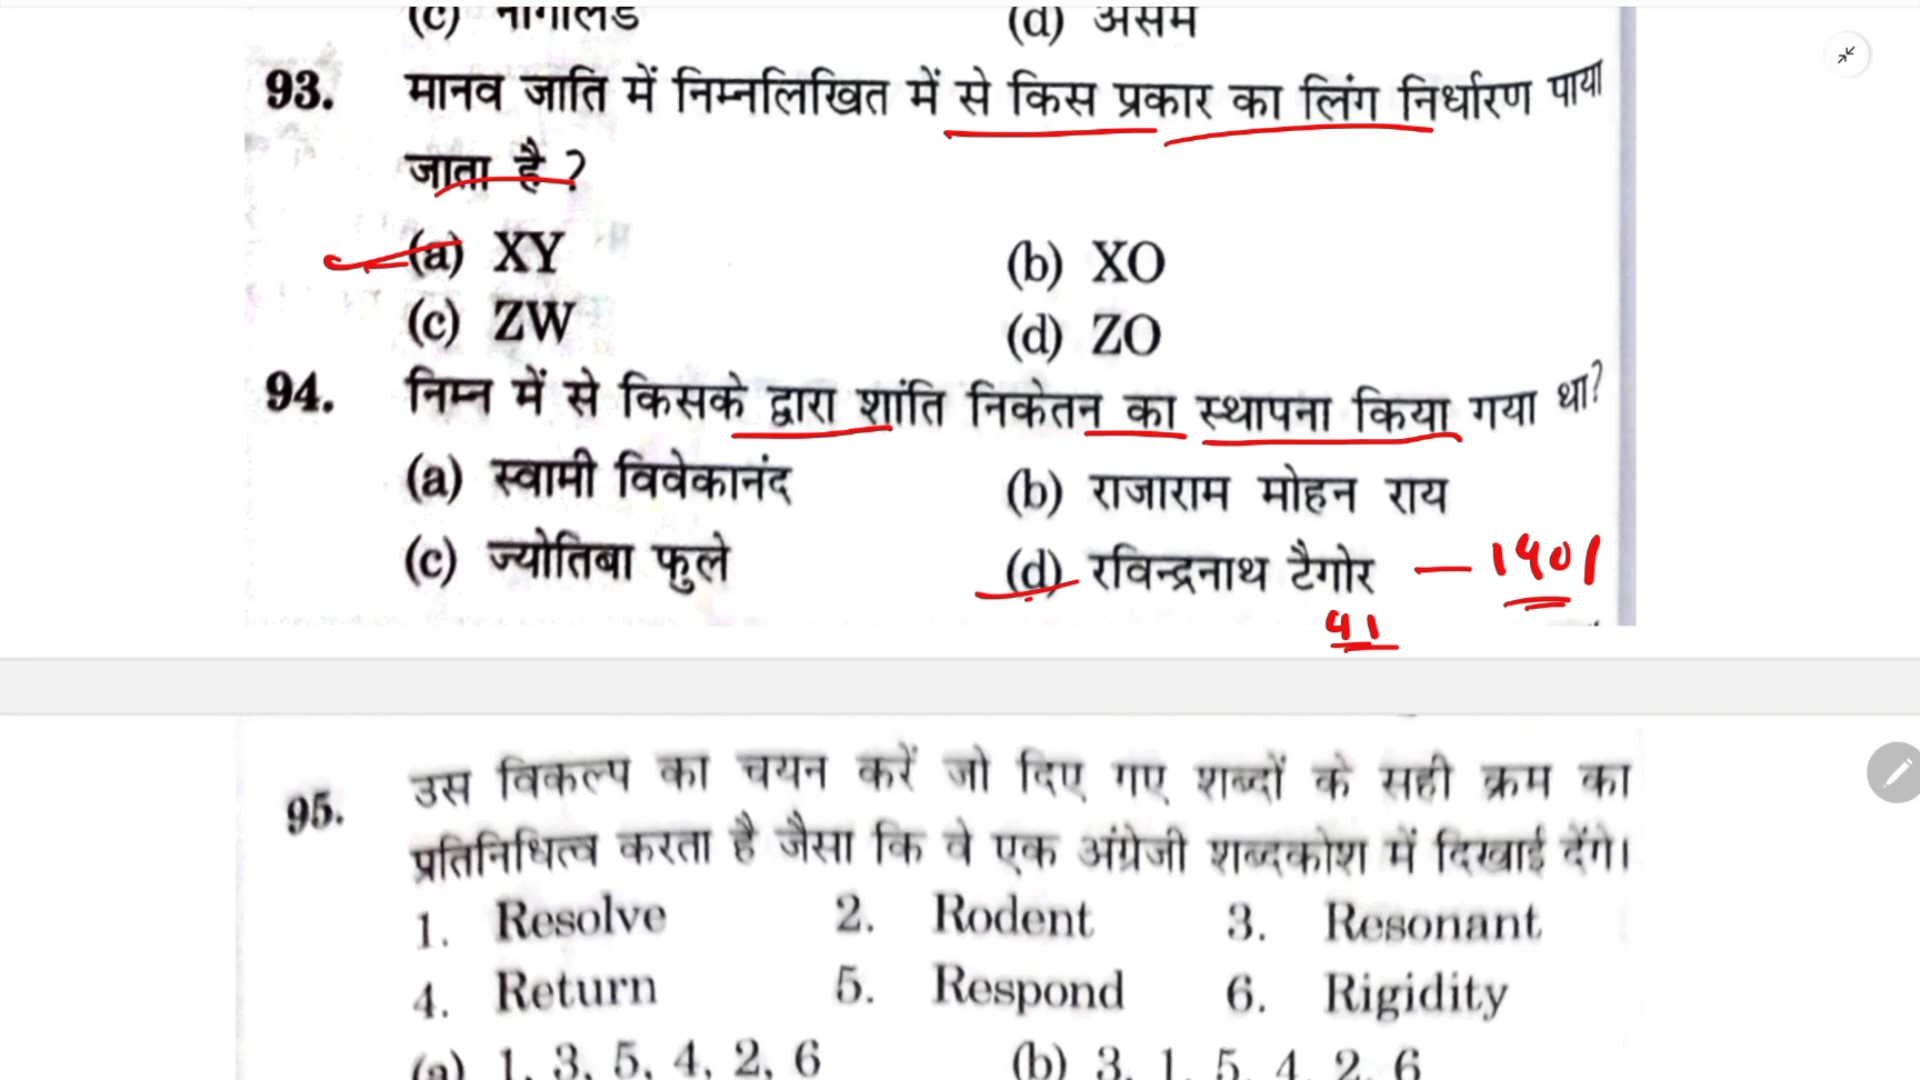 (c) नागालैंड (d) असम
93. मानव जाति में निम्नलिखित में से किस प्रकार का लिंग निर्धारण पाया
जाता है ?
(a) XY (b) XO
(c) ZW (d) ZO
94. निम्न में से किसके द्वारा शांति निकेतन का स्थापना किया गया था?
(a) स्वामी विवेकानंद (b) राजाराम मोहन राय
(c) ज्योतिबा फुले (d) रविन्द्रनाथ टैगोर — 1901
41
95. उस विकल्प का चयन करें जो दिए गए शब्दों के सही क्रम का
प्रतिनिधित्व करता है जैसा कि वे एक अंग्रेजी शब्दकोश में दिखाई देंगे।
1. Resolve 2. Rodent 3. Resonant
4. Return 5. Respond 6. Rigidity
(a) 1, 3, 5, 4, 2, 6 (b) 3, 1, 5, 4, 2, 6